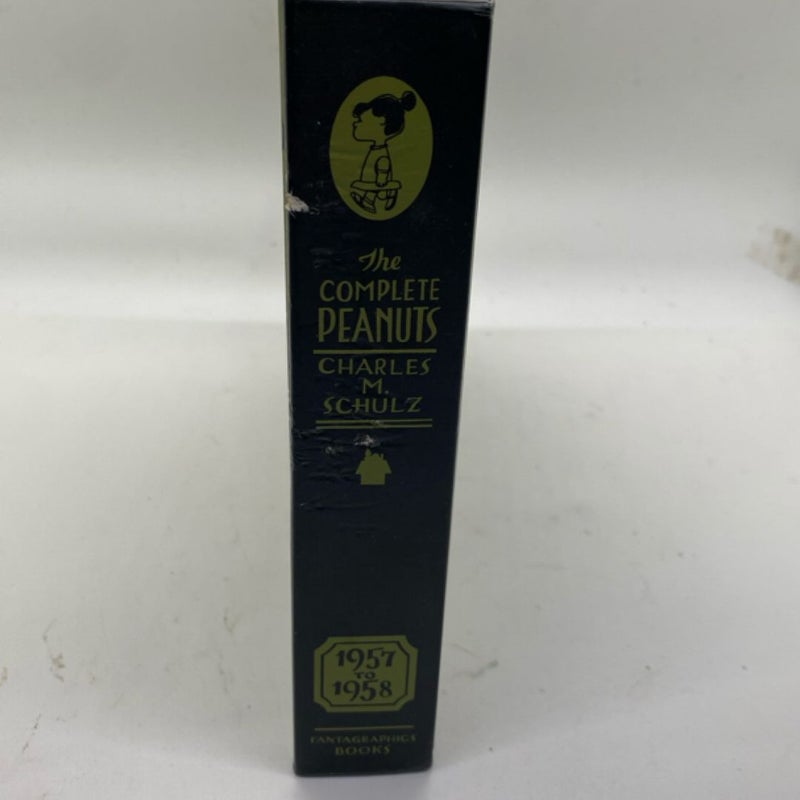 The
COMPLETE
PEANUTS
CHARLES
M.
SCHULZ
1957
TO
1958
FANTAGRAPHICS
BOOKS